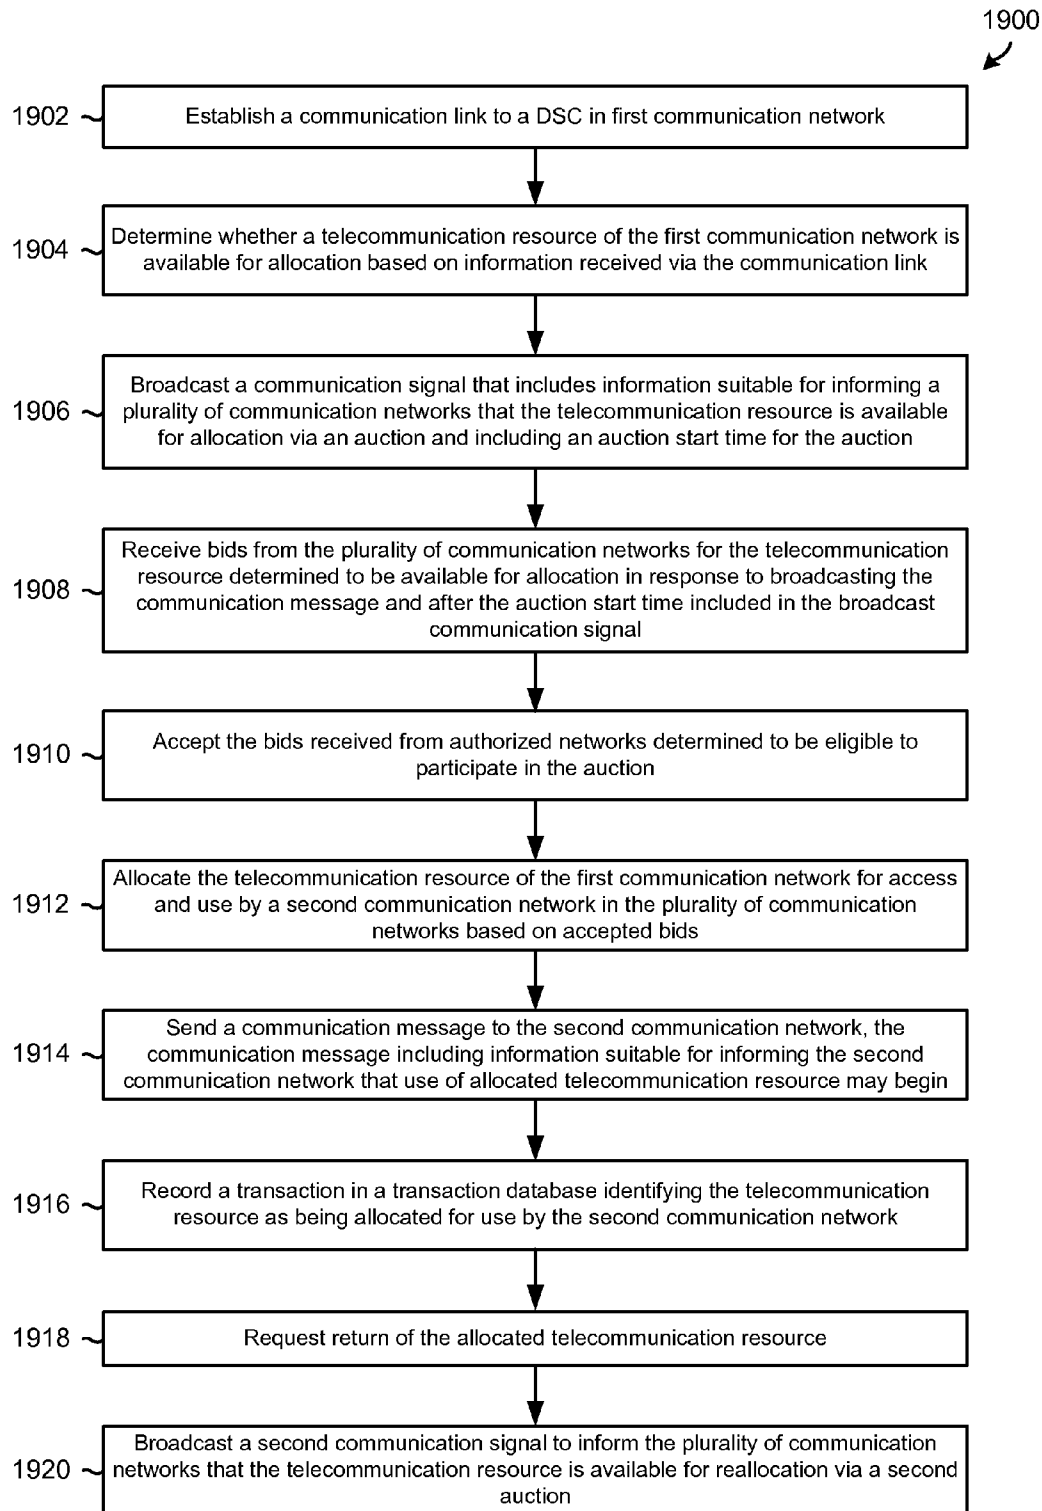 1900
1902
Establish a communication link to a DSC in first communication network
1904
Determine whether a telecommunication resource of the first communication network is
available for allocation based on information received via the communication link
1906
Broadcast a communication signal that includes information suitable for informing a
plurality of communication networks that the telecommunication resource is available
for allocation via an auction and including an auction start time for the auction
1908
Receive bids from the plurality of communication networks for the telecommunication
resource determined to be available for allocation in response to broadcasting the
communication message and after the auction start time included in the broadcast
communication signal
1910
Accept the bids received from authorized networks determined to be eligible to
participate in the auction
1912
Allocate the telecommunication resource of the first communication network for access
and use by a second communication network in the plurality of communication
networks based on accepted bids
1914
Send a communication message to the second communication network, the
communication message including information suitable for informing the second
communication network that use of allocated telecommunication resource may begin
1916
Record a transaction in a transaction database identifying the telecommunication
resource as being allocated for use by the second communication network
1918
Request return of the allocated telecommunication resource
1920
Broadcast a second communication signal to inform the plurality of communication
networks that the telecommunication resource is available for reallocation via a second
auction